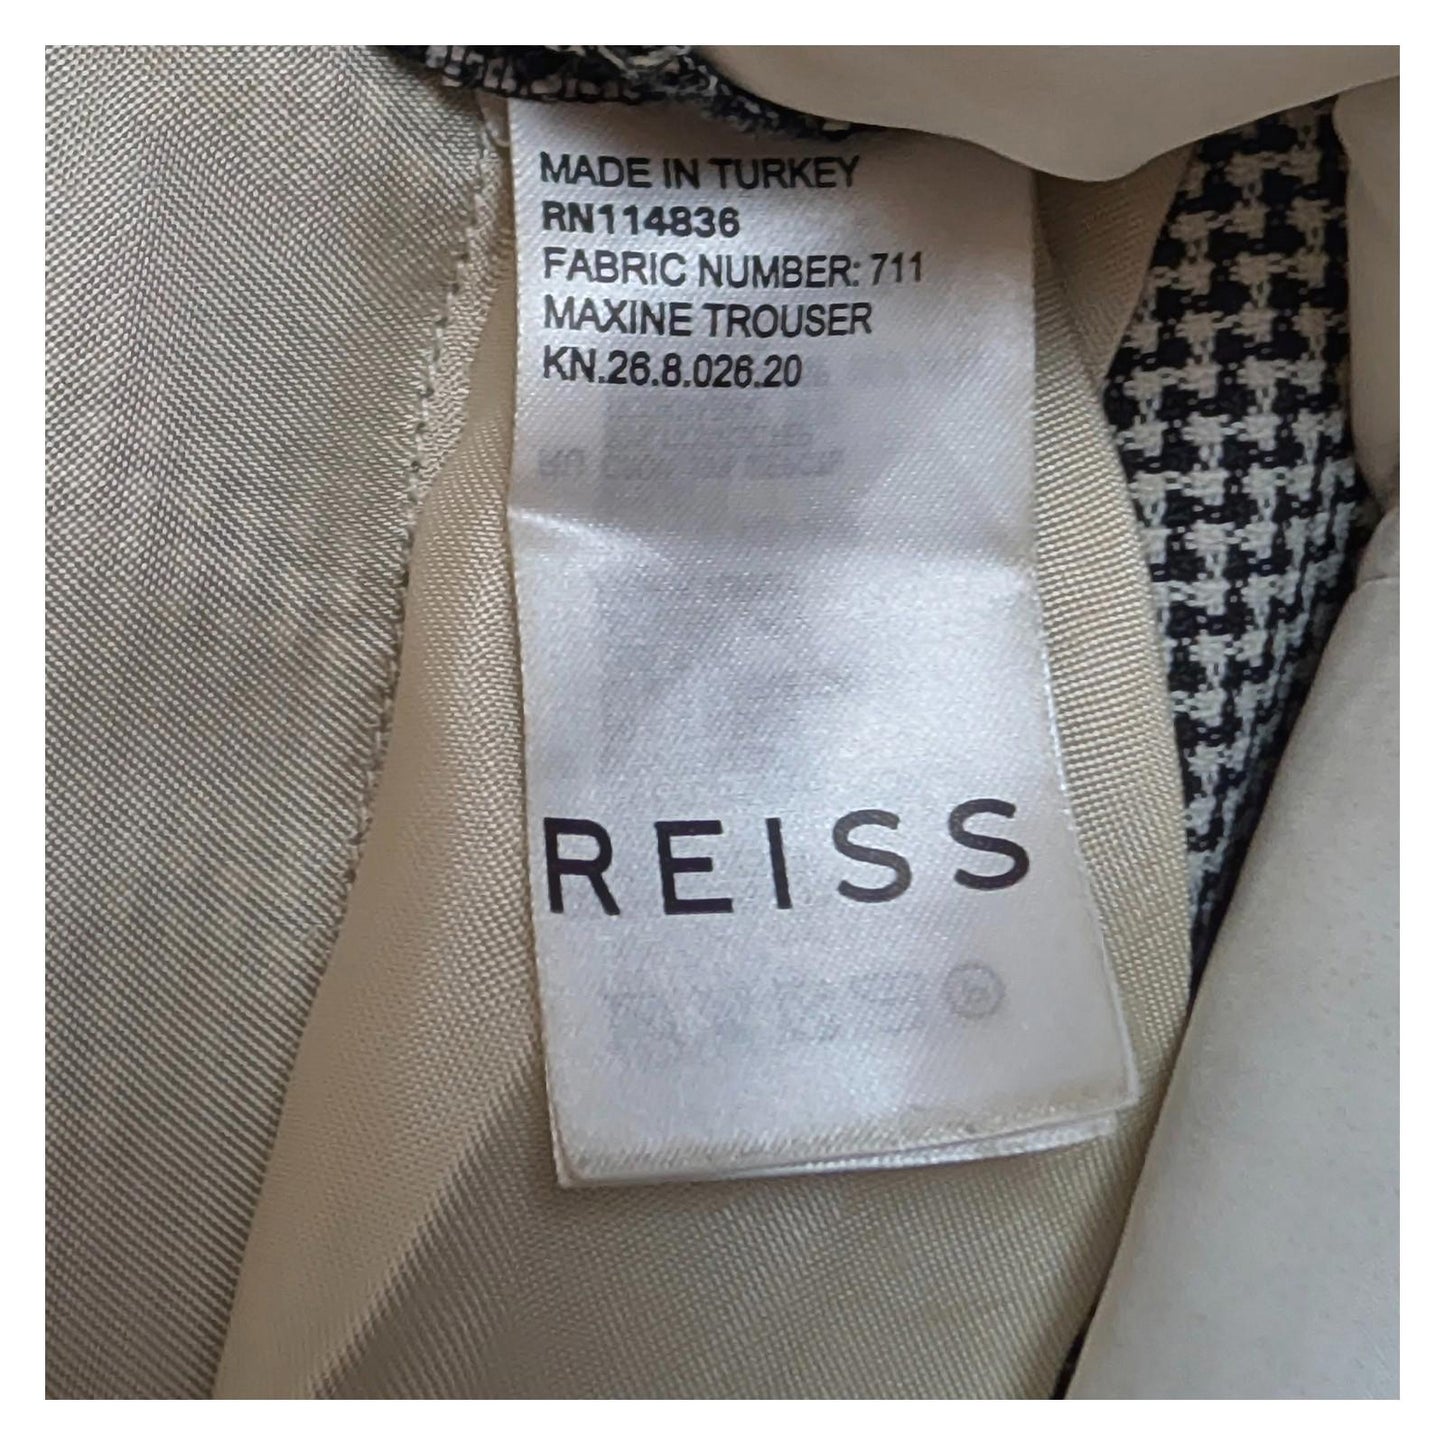 MADE IN TURKEY
RN114836
FABRIC NUMBER: 711
MAXINE TROUSER
KN.26.8.026.20
REISS